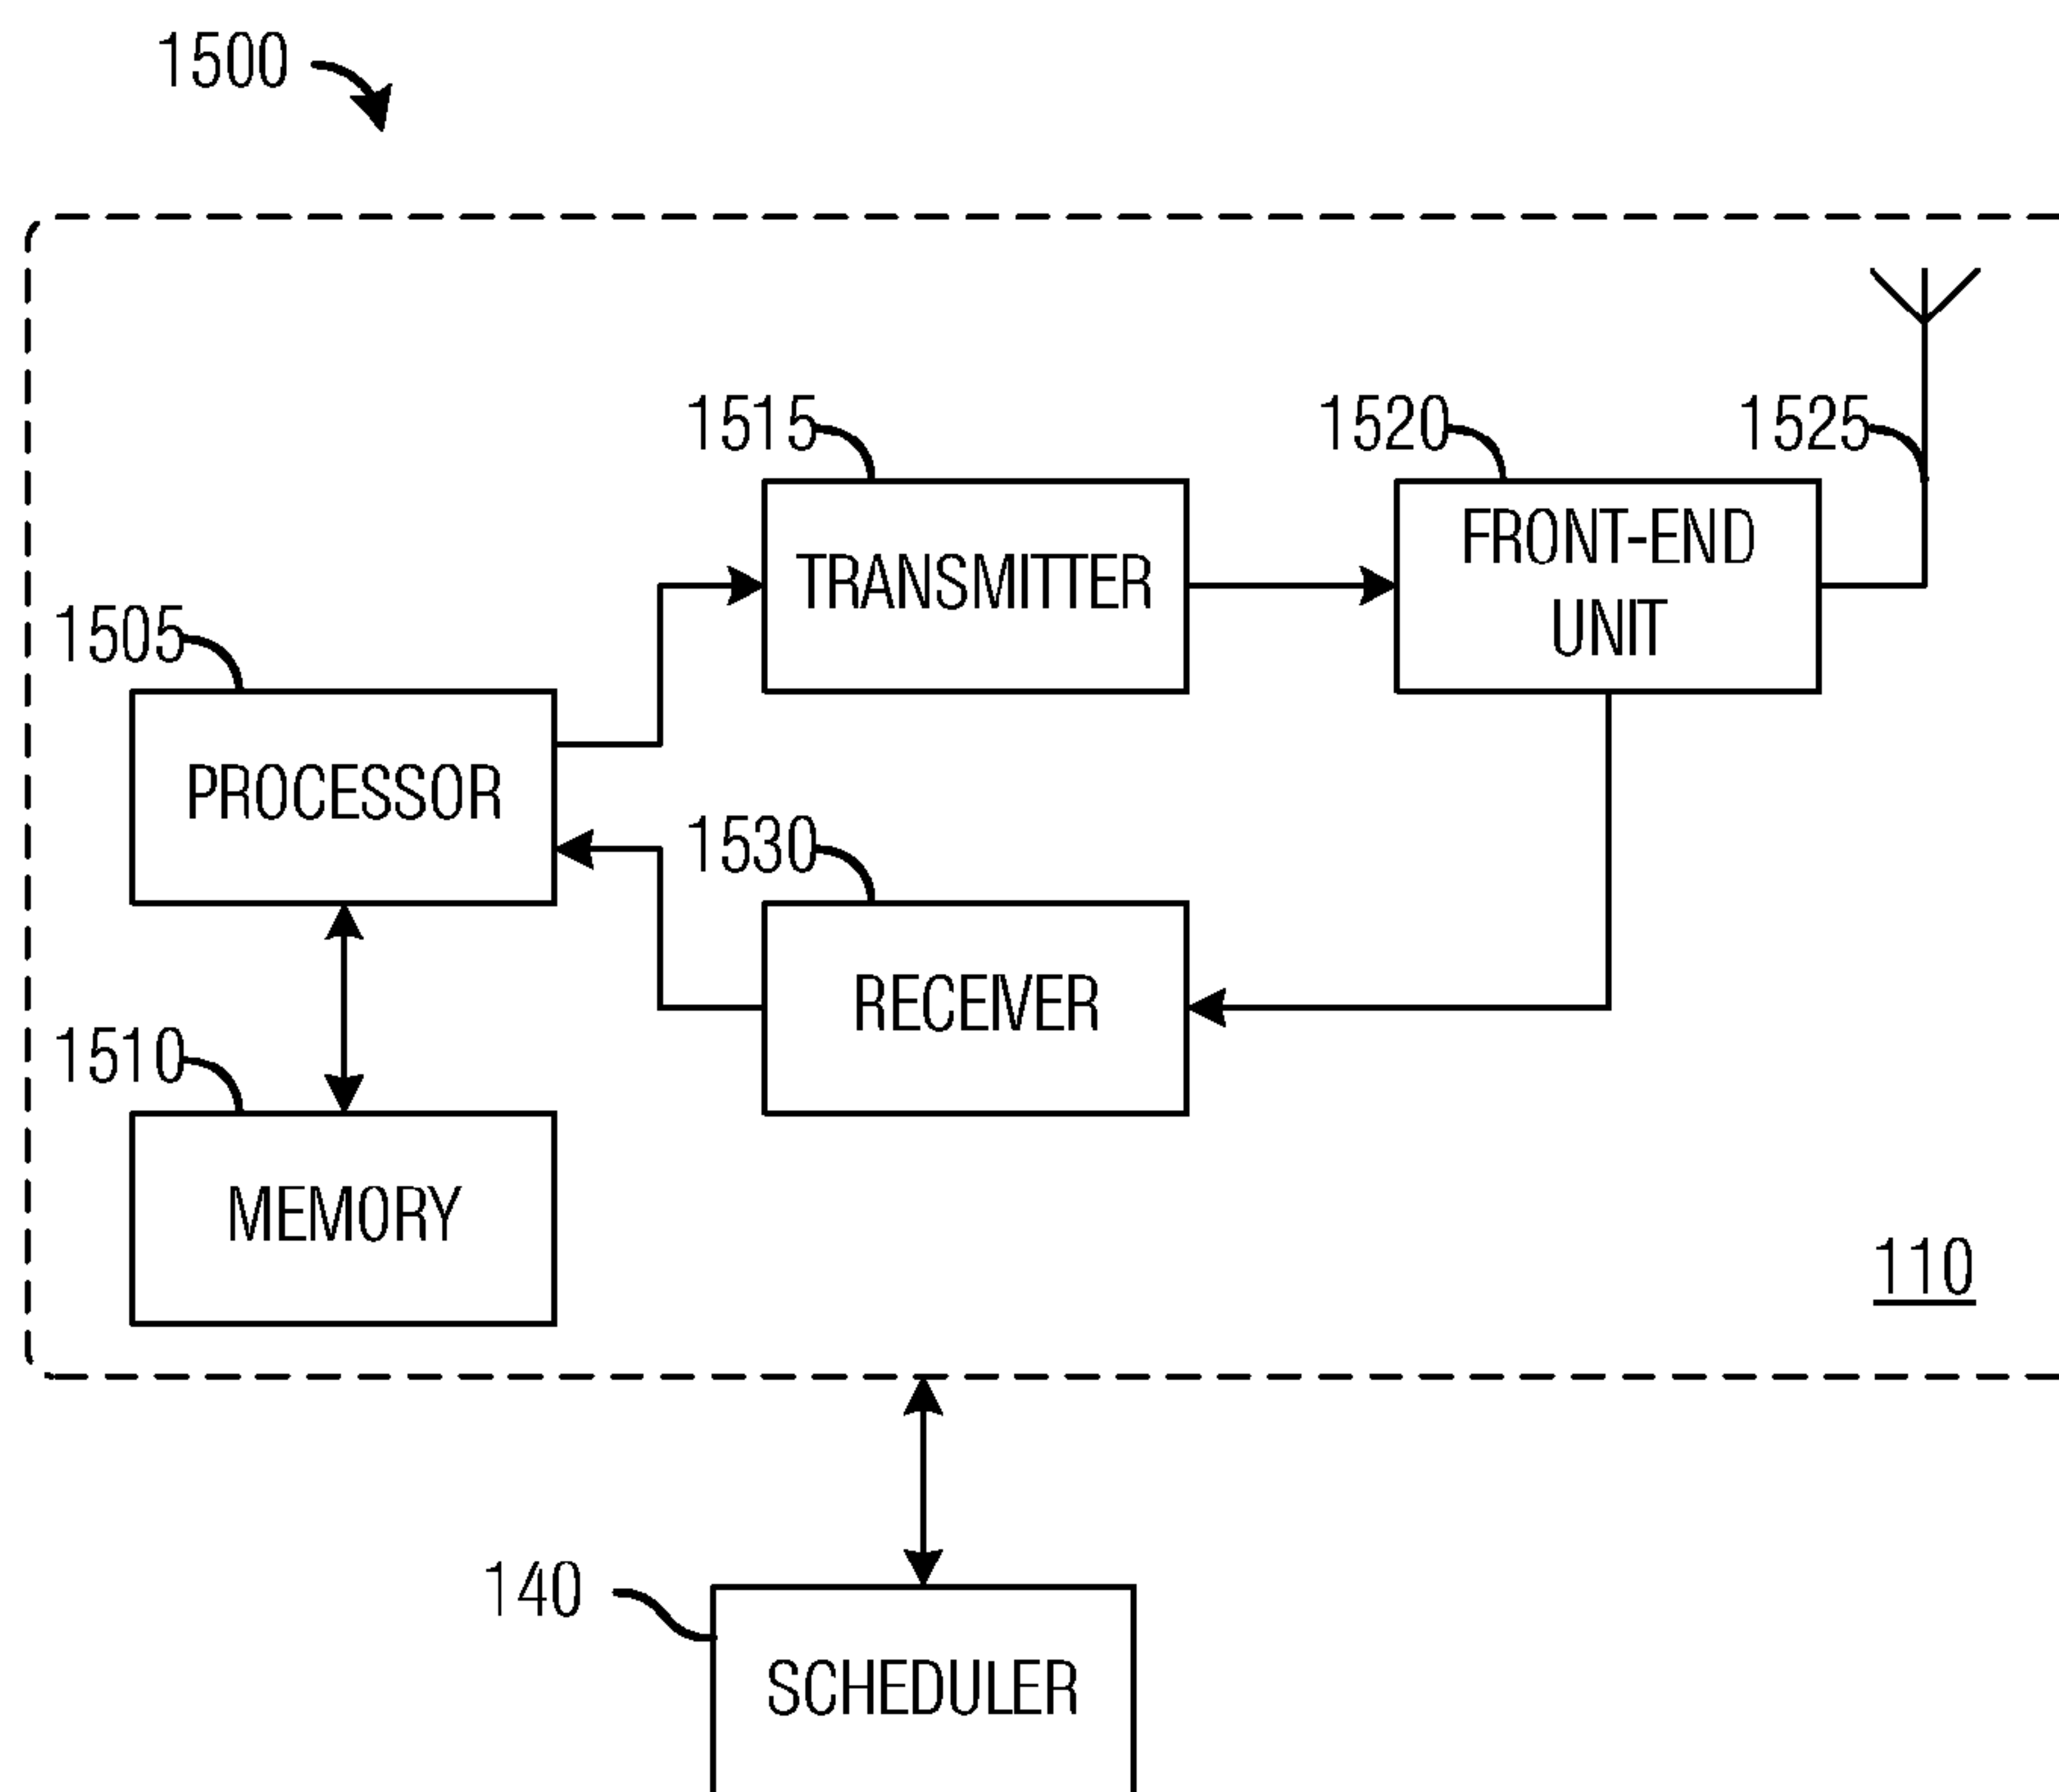 1500
1515
1520
1525
TRANSMITTER
FRONT-END
UNIT
1505
PROCESSOR
1530
RECEIVER
1510
MEMORY
110
140
SCHEDULER